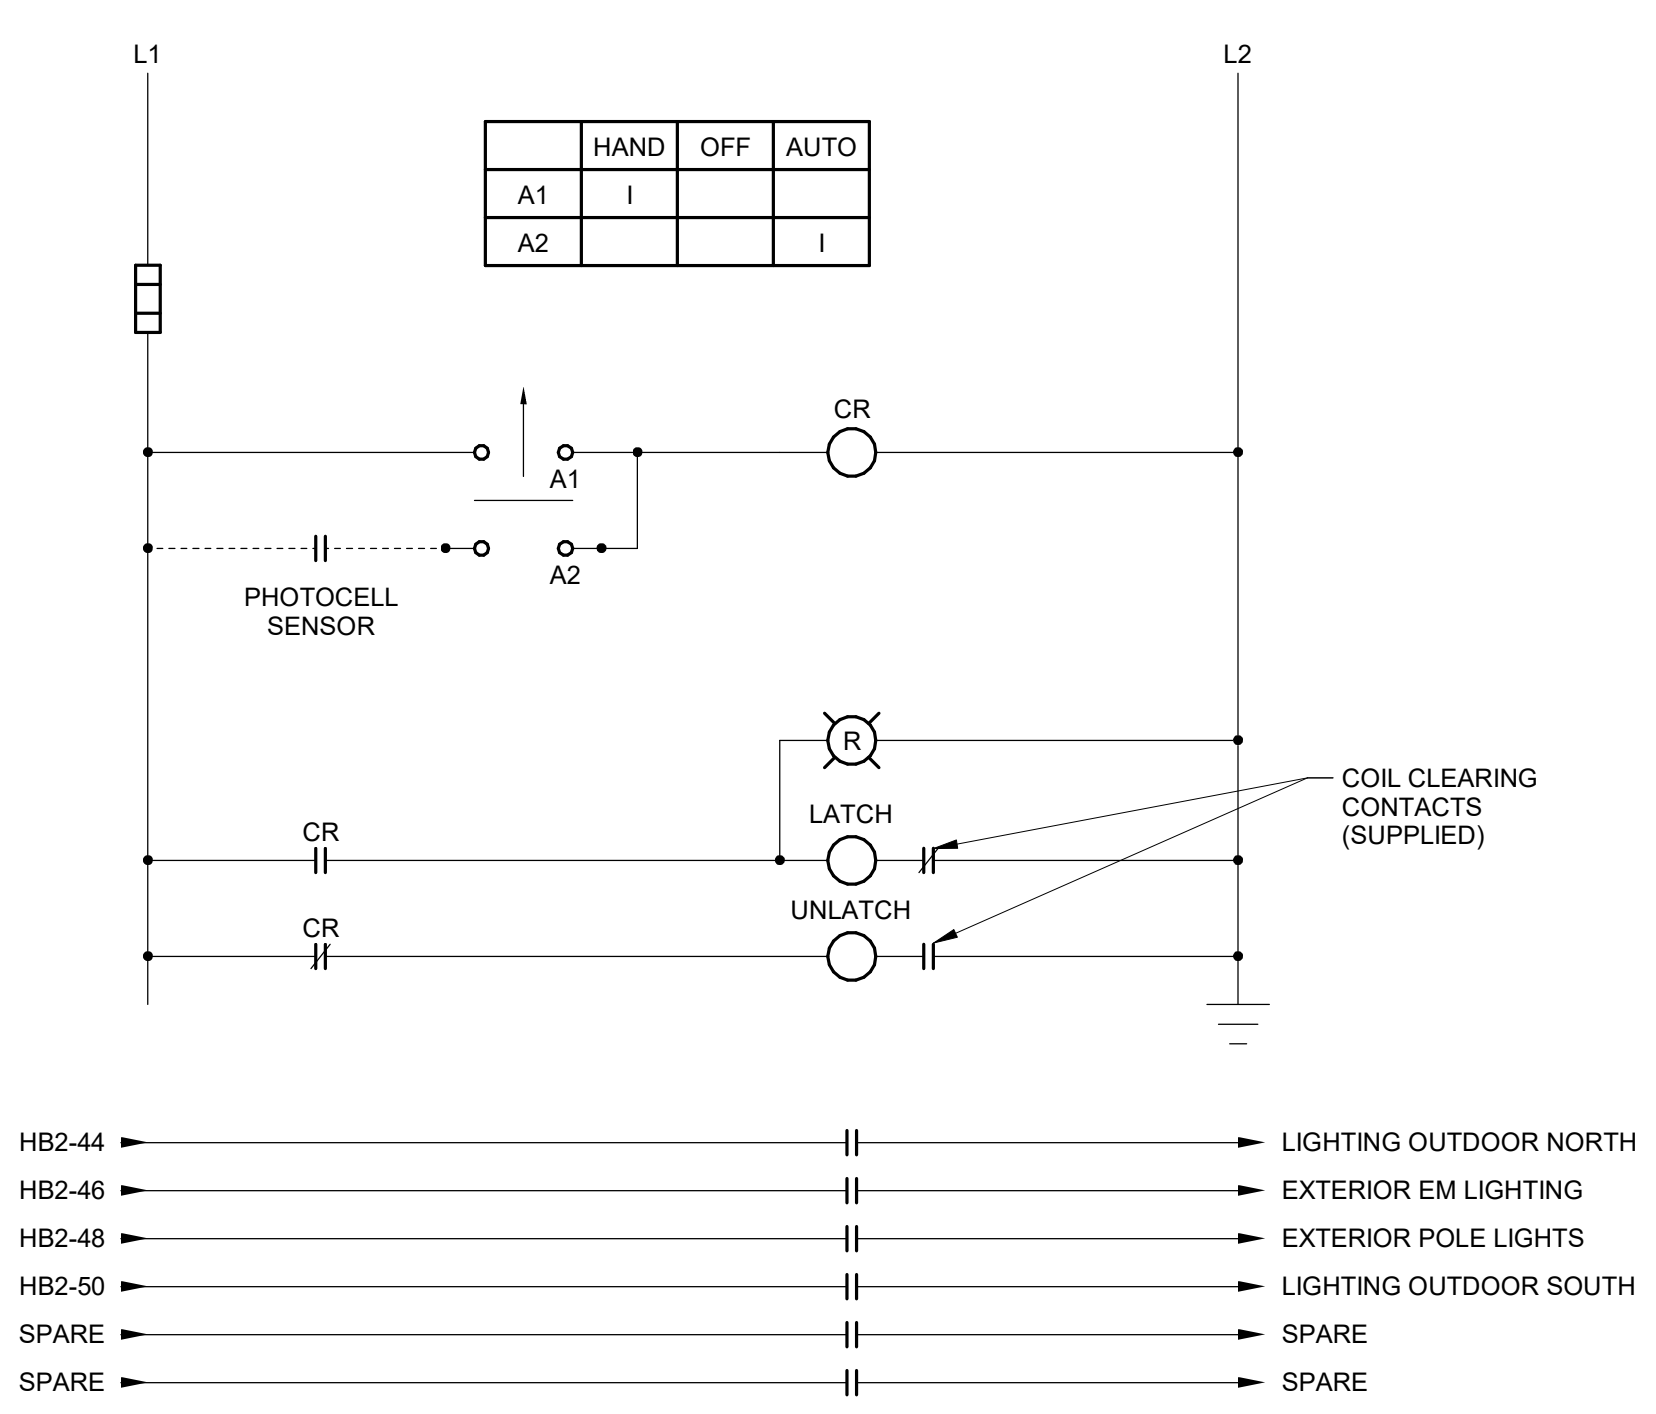 L1
L2
HAND OFF AUTO
A1 I
A2 I
CR
A1
A2
PHOTOCELL
SENSOR
R
COIL CLEARING
CONTACTS
(SUPPLIED)
LATCH
CR
UNLATCH
CR
HB2-44 LIGHTING OUTDOOR NORTH
HB2-46 EXTERIOR EM LIGHTING
HB2-48 EXTERIOR POLE LIGHTS
HB2-50 LIGHTING OUTDOOR SOUTH
SPARE SPARE
SPARE SPARE